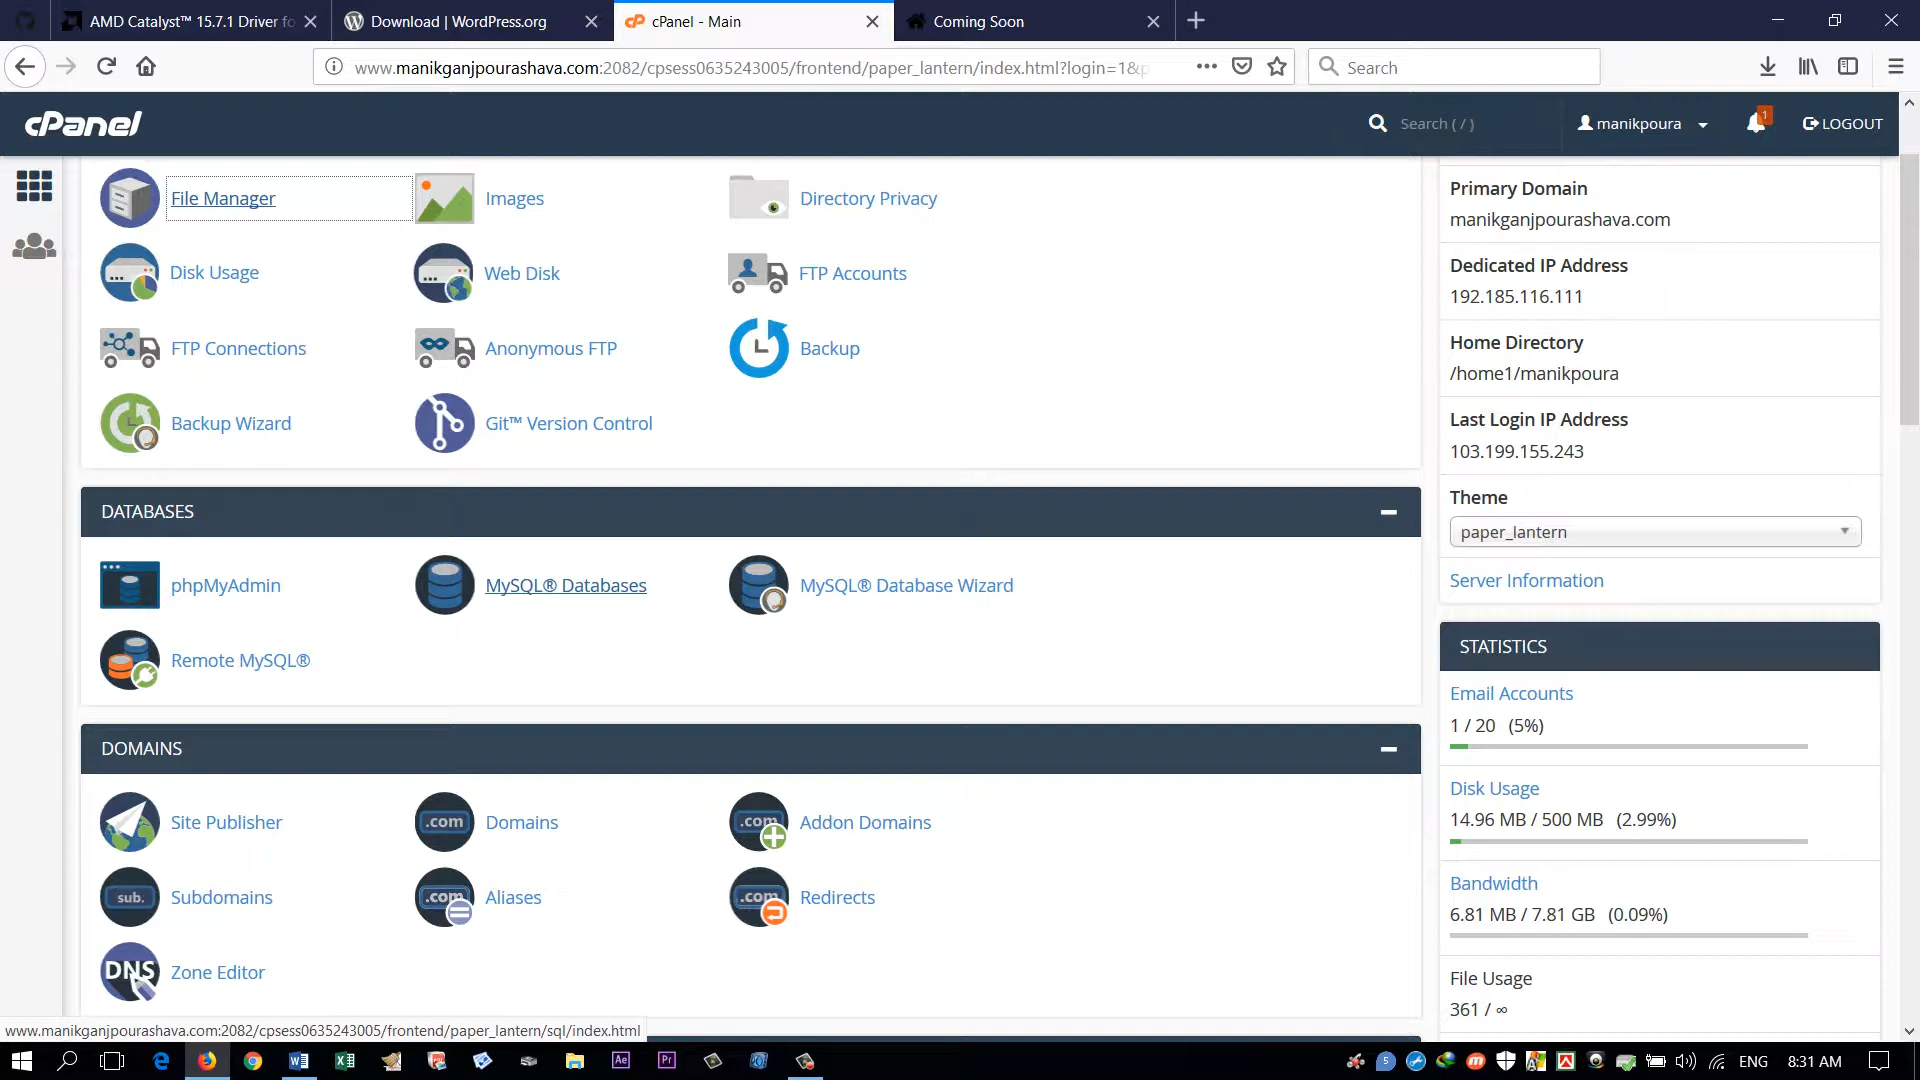 AMD Catalyst™ 15.7.1 Driver fo
Download | WordPress.org
cPanel - Main
Coming Soon
www.manikganjpourashava.com:2082/cpsess0635243005/frontend/paper_lantern/index.html?login=1&p
Search
cPanel
Search ( / )
manikpoura
1
LOGOUT
File Manager
Images
Directory Privacy
Disk Usage
Web Disk
FTP Accounts
FTP Connections
Anonymous FTP
Backup
Backup Wizard
Git™ Version Control
DATABASES
phpMyAdmin
MySQL® Databases
MySQL® Database Wizard
Remote MySQL®
DOMAINS
Site Publisher
.com
Domains
.com
Addon Domains
sub.
Subdomains
.com
Aliases
.com
Redirects
DNS
Zone Editor
Primary Domain
manikganjpourashava.com
Dedicated IP Address
192.185.116.111
Home Directory
/home1/manikpoura
Last Login IP Address
103.199.155.243
Theme
paper_lantern
Server Information
STATISTICS
Email Accounts
1 / 20 (5%)
Disk Usage
14.96 MB / 500 MB (2.99%)
Bandwidth
6.81 MB / 7.81 GB (0.09%)
File Usage
361 / ∞
www.manikganjpourashava.com:2082/cpsess0635243005/frontend/paper_lantern/sql/index.html
Ae
Pr
5
ENG
8:31 AM